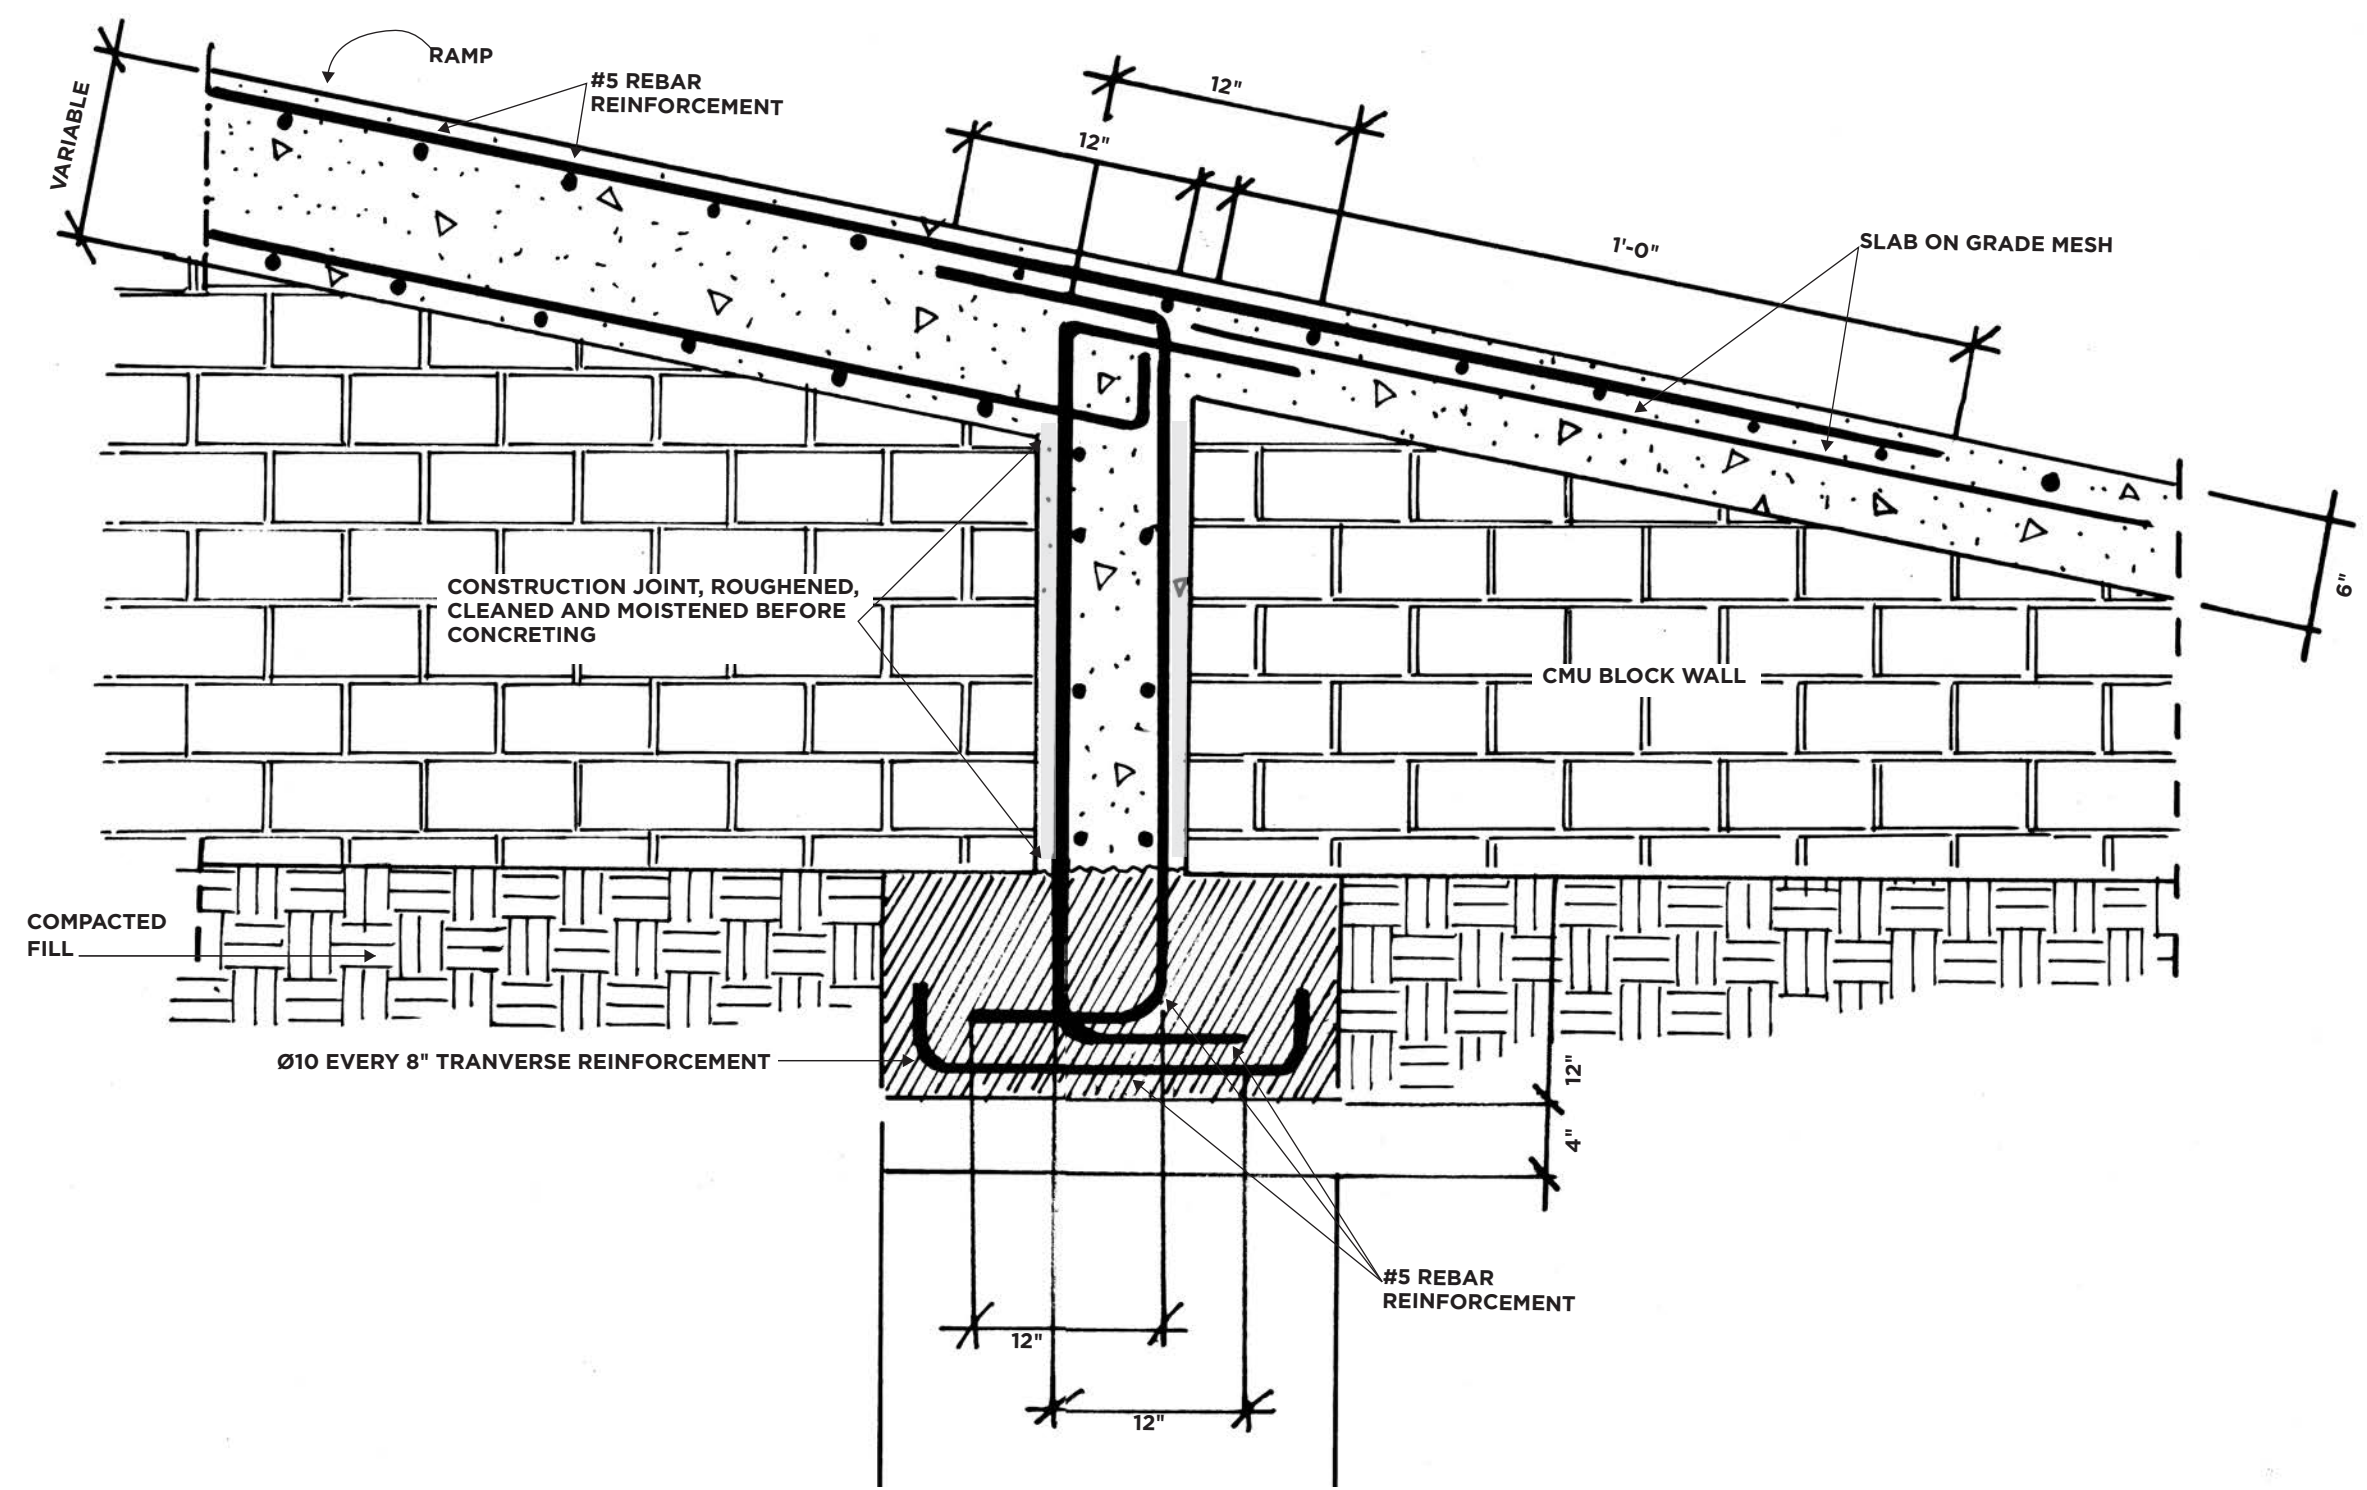 RAMP
#5 REBAR
REINFORCEMENT
VARIABLE
12"
12"
1'-0"
SLAB ON GRADE MESH
6"
CONSTRUCTION JOINT, ROUGHENED,
CLEANED AND MOISTENED BEFORE
CONCRETING
CMU BLOCK WALL
COMPACTED
FILL
Ø10 EVERY 8" TRANVERSE REINFORCEMENT
12"
4"
#5 REBAR
REINFORCEMENT
12"
12"